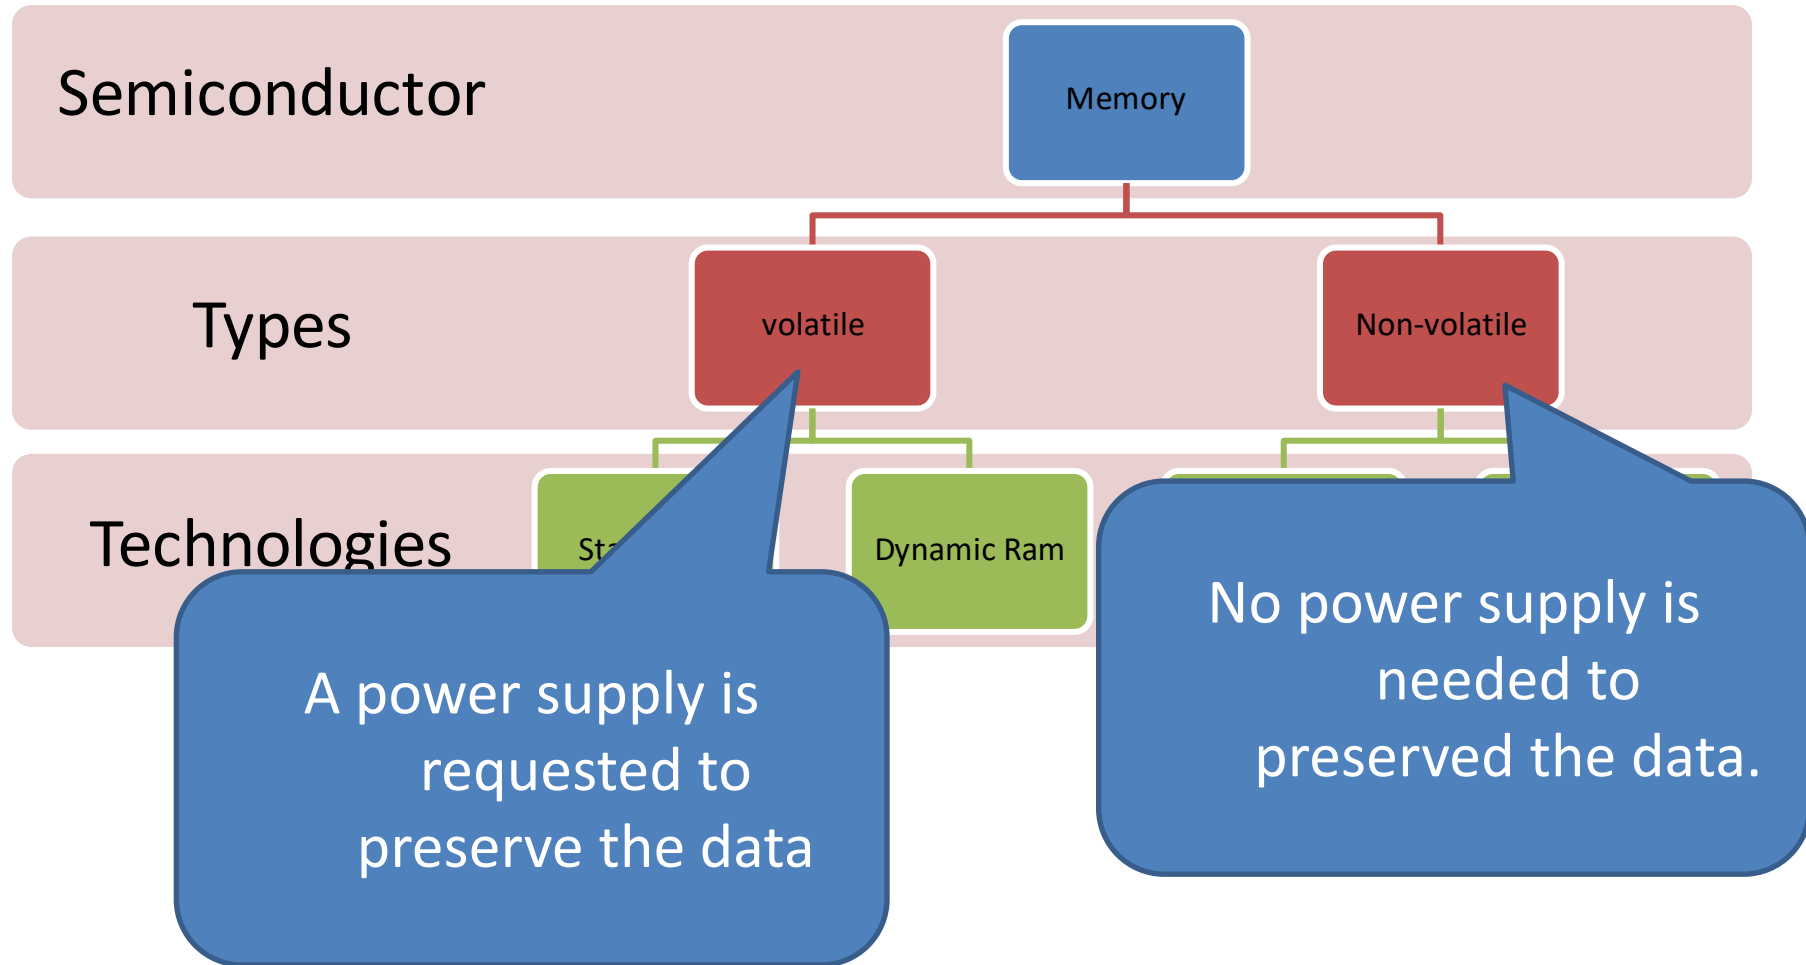 Semiconductor
Memory
Types
volatile
Non-volatile
Technologies
Dynamic Ram
A power supply is
requested to
preserve the data
No power supply is
needed to
preserved the data.